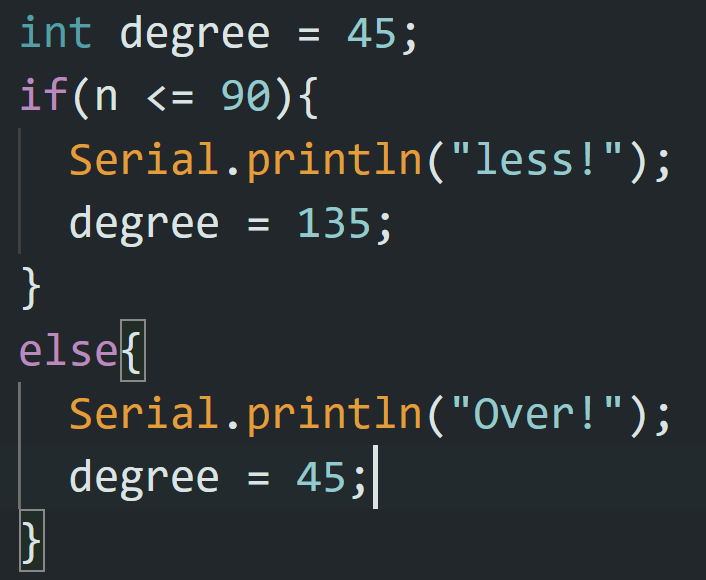 int degree = 45;
if(n <= 90){
  Serial.println("less!");
  degree = 135;
}
else{
  Serial.println("Over!");
  degree = 45;
}